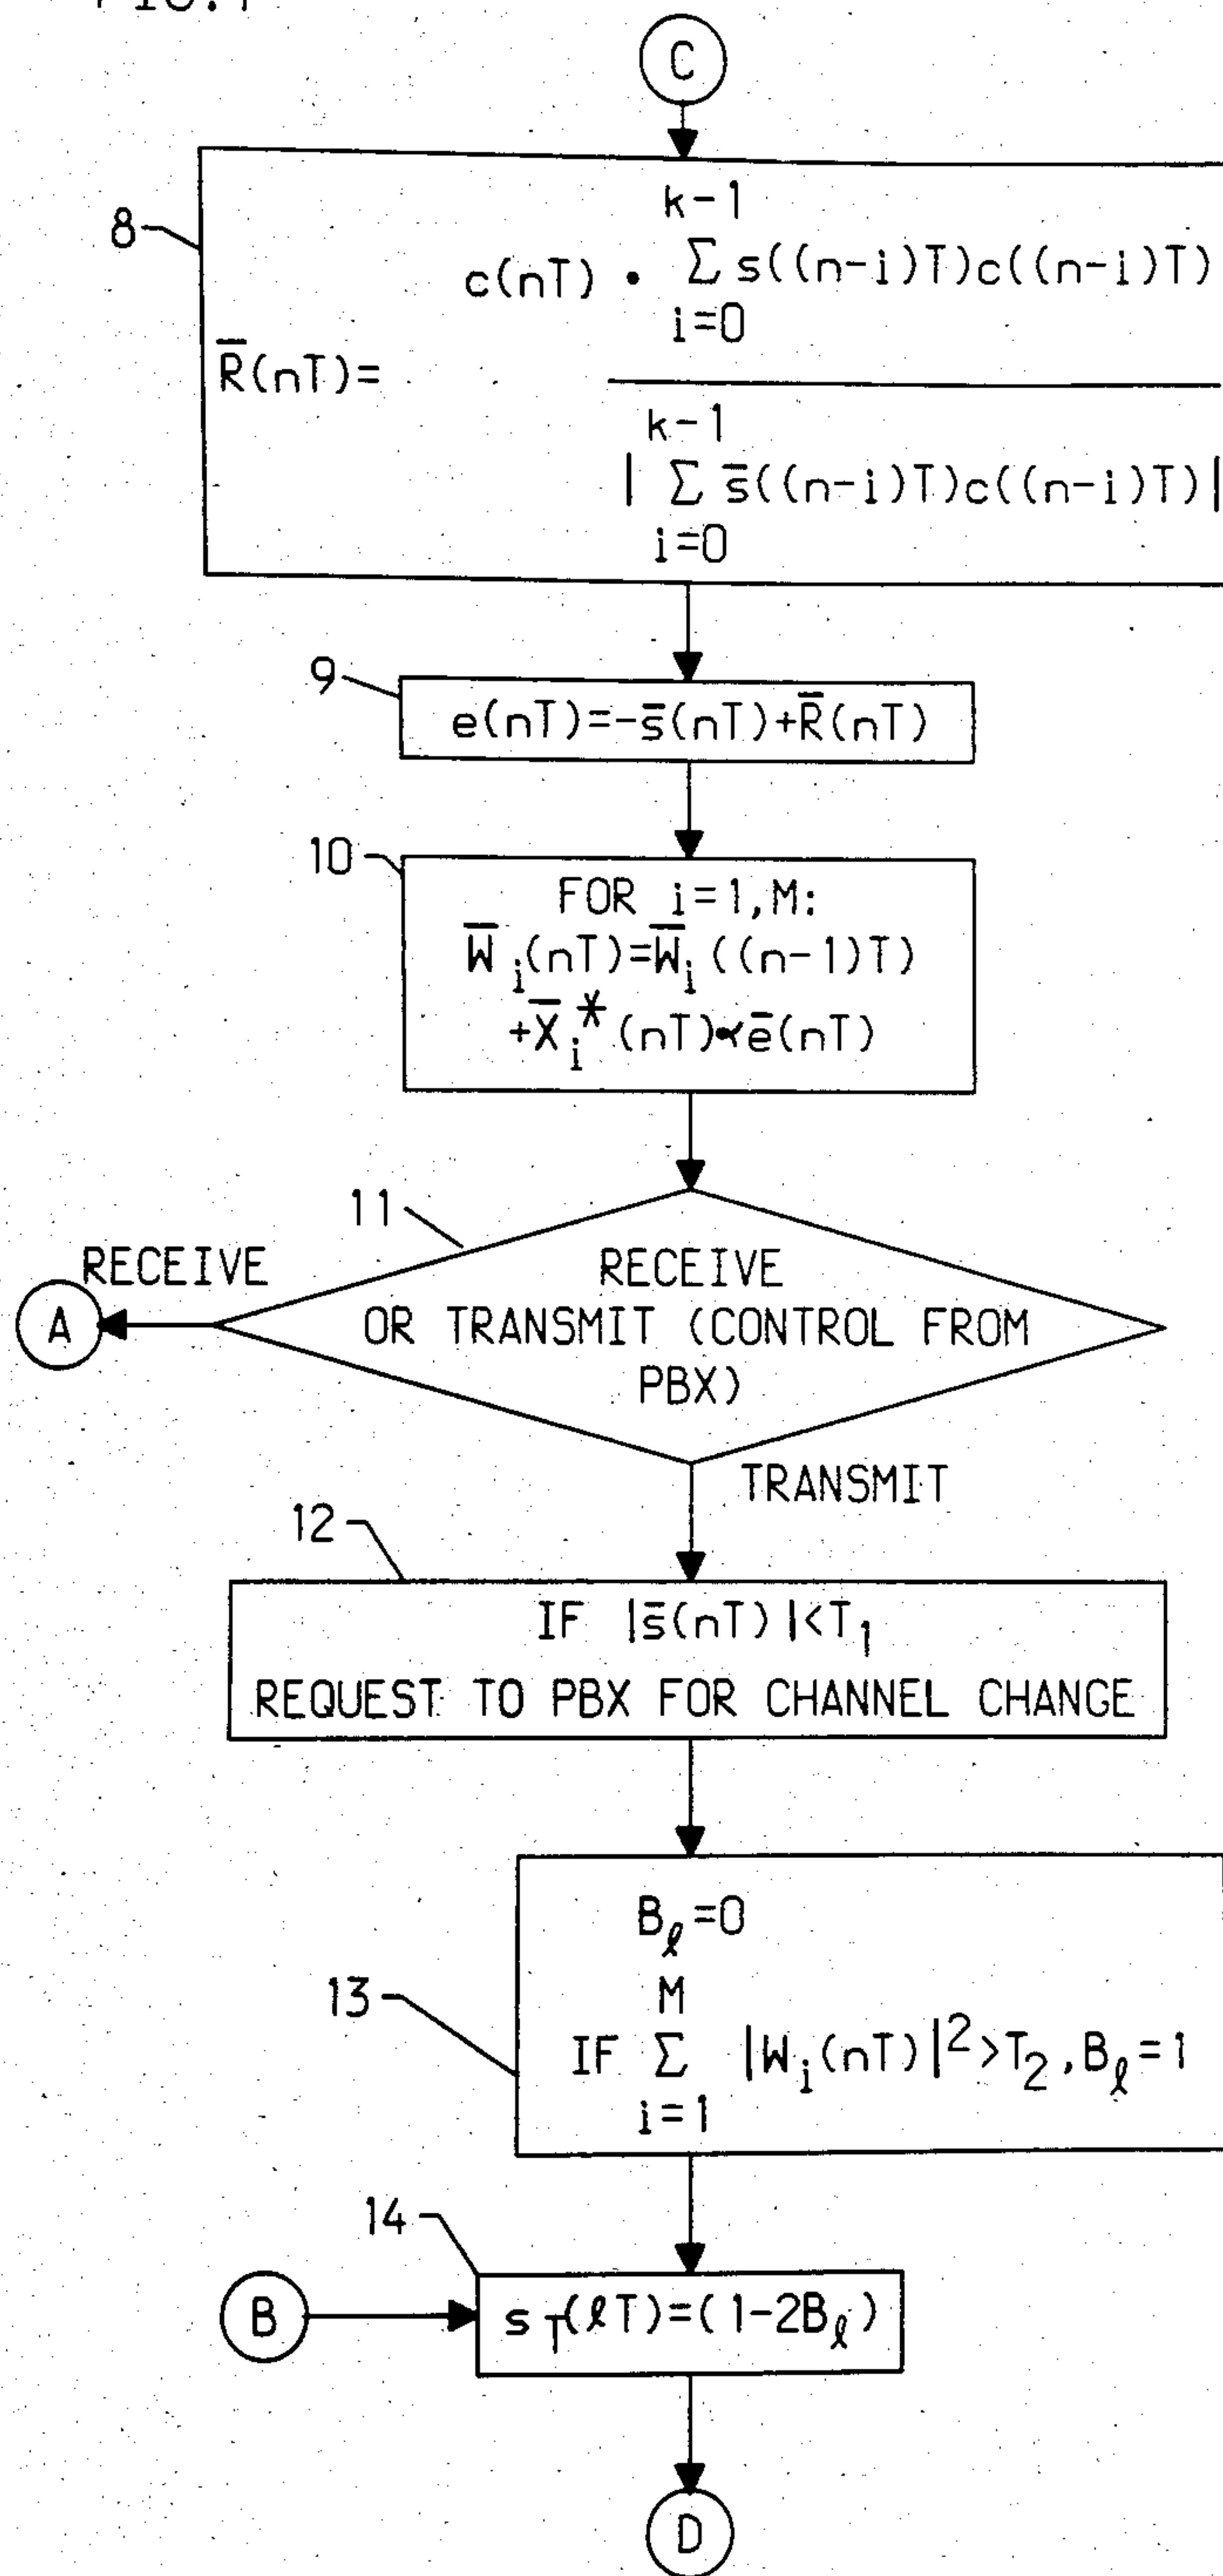 C
8
k-1
c(nT) • Σ s((n-i)T)c((n-i)T)
i=0
R̄(nT)=
k-1
| Σ s̄((n-i)T)c((n-i)T)|
i=0
9
e(nT)=-s̄(nT)+R̄(nT)
10
FOR i=1,M:
W̄i(nT)=W̄i((n-1)T)
+X̄i*(nT)∝ē(nT)
11
RECEIVE
RECEIVE
A
OR TRANSMIT (CONTROL FROM
PBX)
TRANSMIT
12
IF |s̄(nT)|<T1
REQUEST TO PBX FOR CHANNEL CHANGE
Bℓ=0
13
M
IF Σ |Wi(nT)|²>T2,Bℓ=1
i=1
14
B
sT(ℓT)=(1-2Bℓ)
D